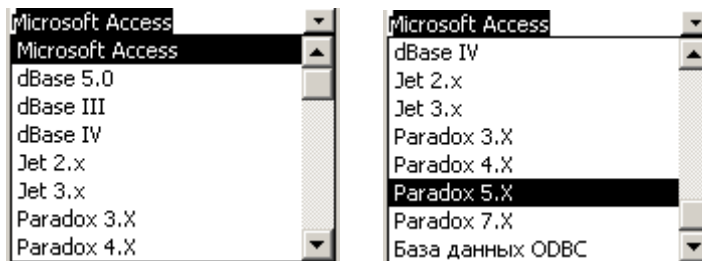 Microsoft Access
Microsoft Access
dBase 5.0
dBase III
dBase IV
Jet 2.x
Jet 3.x
Paradox 3.X
Paradox 4.X
Microsoft Access
dBase IV
Jet 2.x
Jet 3.x
Paradox 3.X
Paradox 4.X
Paradox 5.X
Paradox 7.X
База данных ODBC